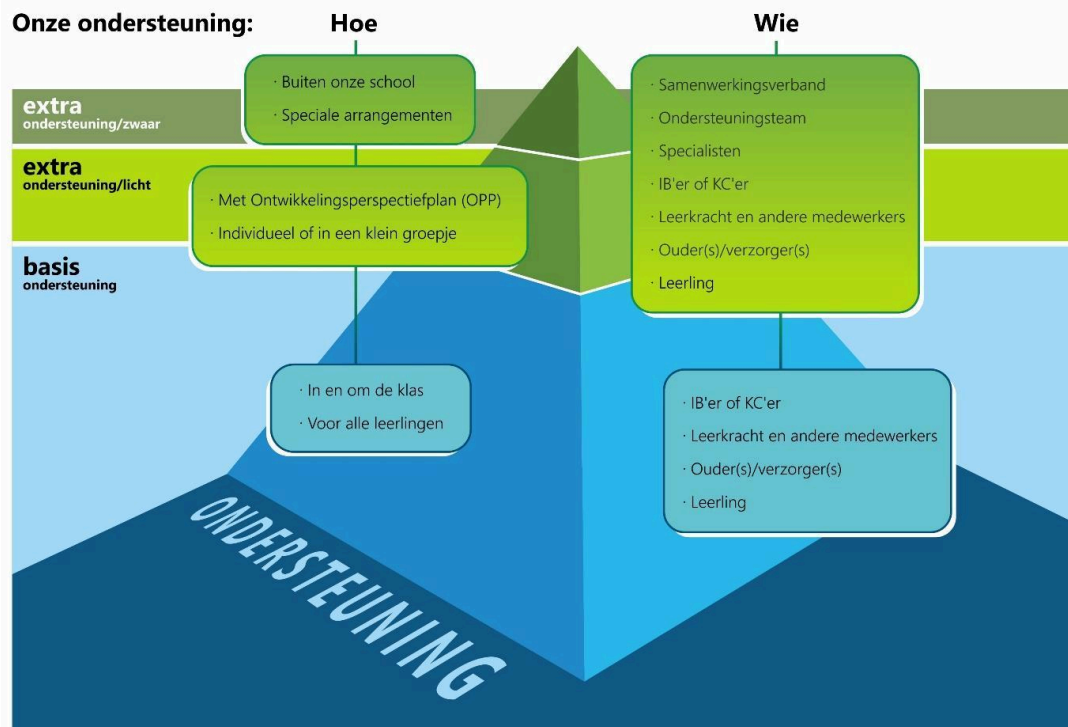 Onze ondersteuning:
Hoe
Wie
extra
ondersteuning/zwaar
· Buiten onze school
· Speciale arrangementen
extra
ondersteuning/licht
· Met Ontwikkelingsperspectiefplan (OPP)
· Individueel of in een klein groepje
· Samenwerkingsverband
· Ondersteuningsteam
· Specialisten
· IB'er of KC'er
· Leerkracht en andere medewerkers
· Ouder(s)/verzorger(s)
· Leerling
basis
ondersteuning
· In en om de klas
· Voor alle leerlingen
· IB'er of KC'er
· Leerkracht en andere medewerkers
· Ouder(s)/verzorger(s)
· Leerling
ONDERSTEUNING